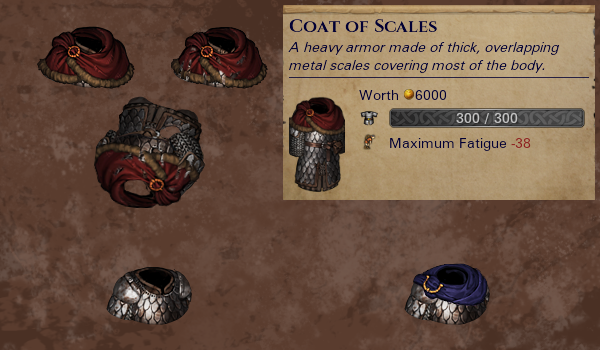 Coat of Scales
A heavy armor made of thick, overlapping
metal scales covering most of the body.
Worth 6000
300 / 300
Maximum Fatigue -38